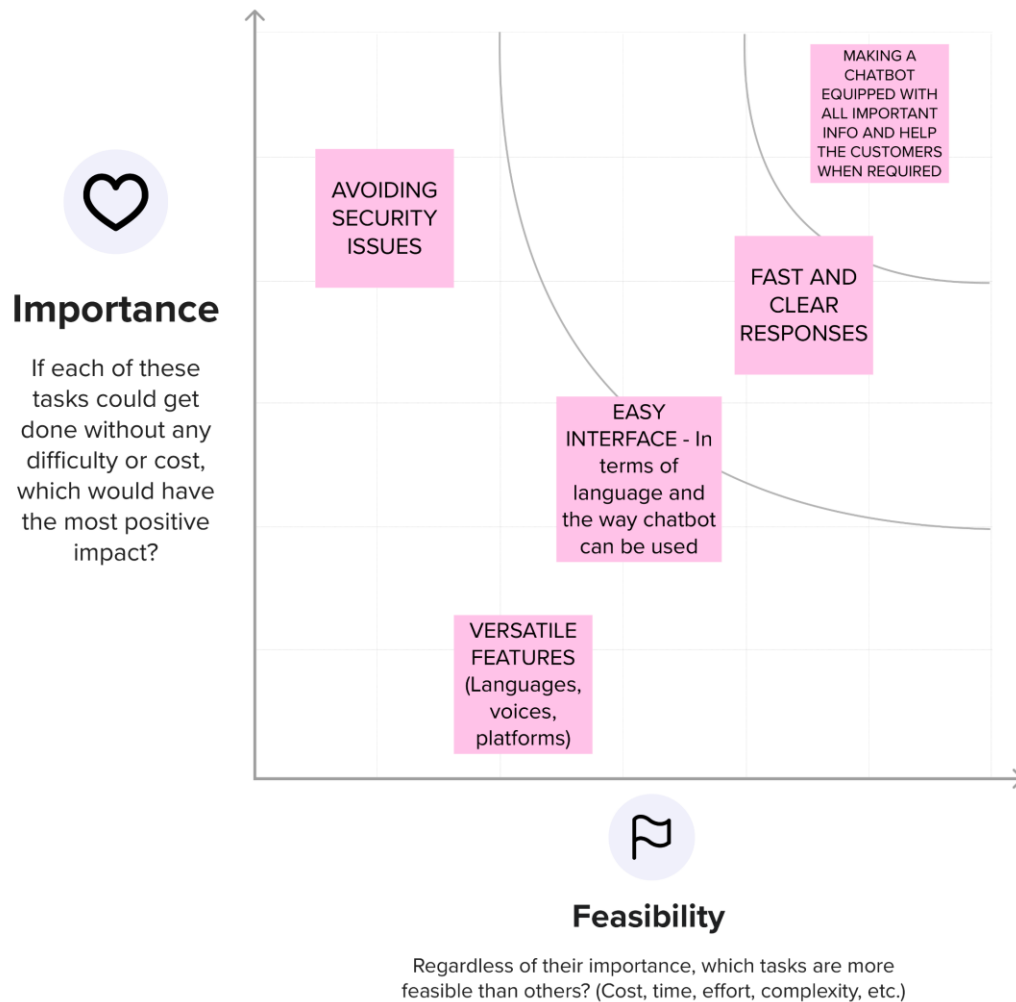 MAKING A
CHATBOT
EQUIPPED WITH
ALL IMPORTANT
INFO AND HELP
THE CUSTOMERS
WHEN REQUIRED
AVOIDING
SECURITY
ISSUES
FAST AND
CLEAR
RESPONSES
Importance
If each of these
tasks could get
done without any
difficulty or cost,
which would have
the most positive
impact?
EASY
INTERFACE - In
terms of
language and
the way chatbot
can be used
VERSATILE
FEATURES
(Languages,
voices,
platforms)
Feasibility
Regardless of their importance, which tasks are more
feasible than others? (Cost, time, effort, complexity, etc.)